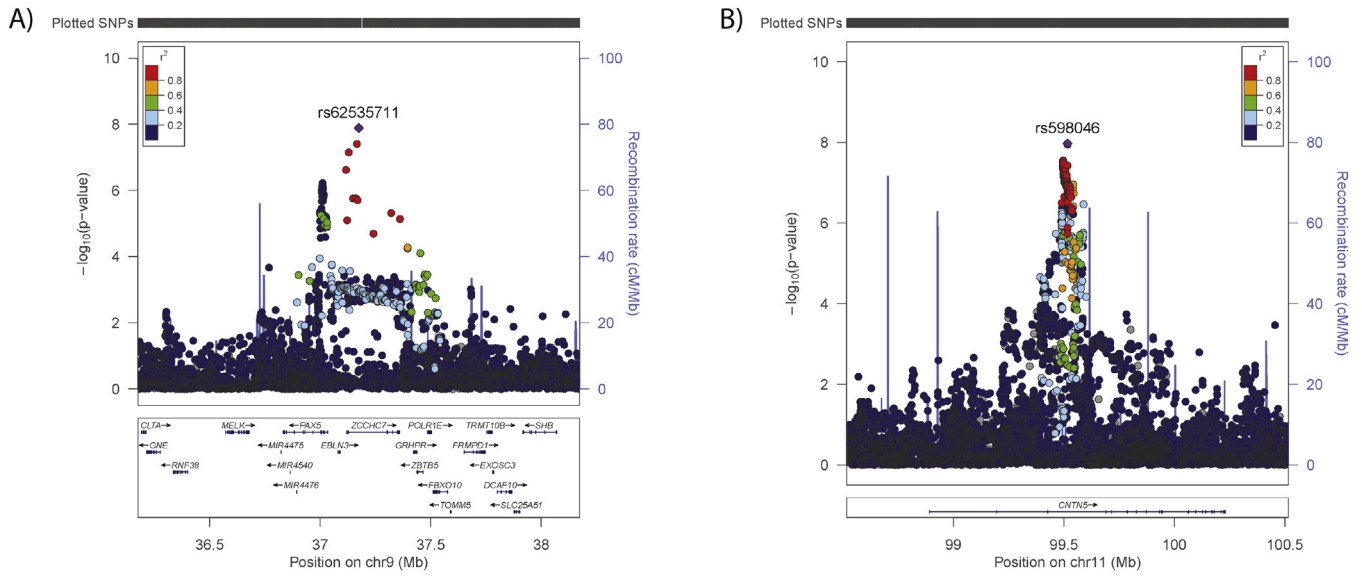 A)
Plotted SNPs
r2
0.8
0.6
0.4
0.2
rs62535711
10
8
6
4
2
0
−log10(p−value)
100
80
60
40
20
0
Recombination rate (cM/Mb)
CLTA→ MELK→ ←PAX5 ZCCHC7→ POLR1E→ TRMT10B→ ←SHB
←GNE ←MIR4475 EBLN3→ GRHPR→ FRMPD1→
←RNF38 ←MIR4540 ←ZBTB5 ←EXOSC3
←MIR4476 ←FBXO10 DCAF10→
←TOMM5 ←SLC25A51
36.5 37 37.5 38
Position on chr9 (Mb)
B)
Plotted SNPs
r2
0.8
0.6
0.4
0.2
rs598046
10
8
6
4
2
0
−log10(p−value)
100
80
60
40
20
0
Recombination rate (cM/Mb)
CNTN5→
99 99.5 100 100.5
Position on chr11 (Mb)